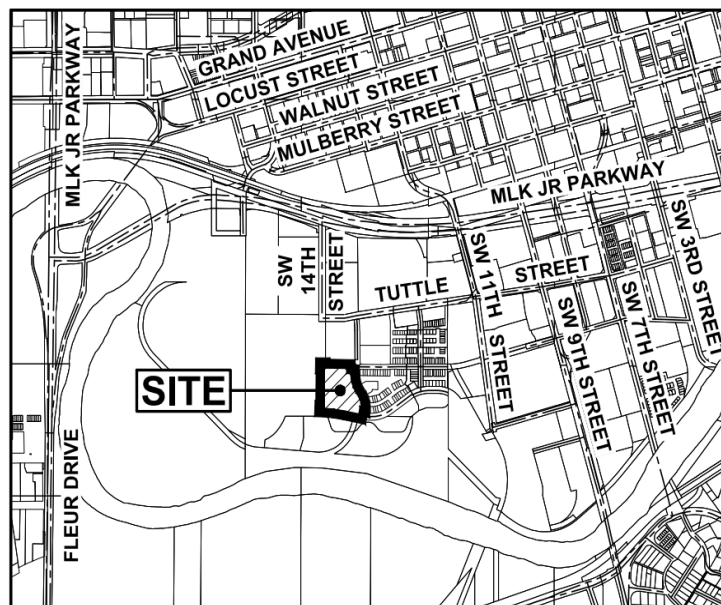 GRAND AVENUE
LOCUST STREET
WALNUT STREET
MULBERRY STREET
MLK JR PARKWAY
MLK JR PARKWAY
SW 14TH
STREET
TUTTLE
STREET
SW 11TH
STREET
SW 9TH STREET
SW 7TH STREET
SW 3RD STREET
SITE
FLEUR DRIVE